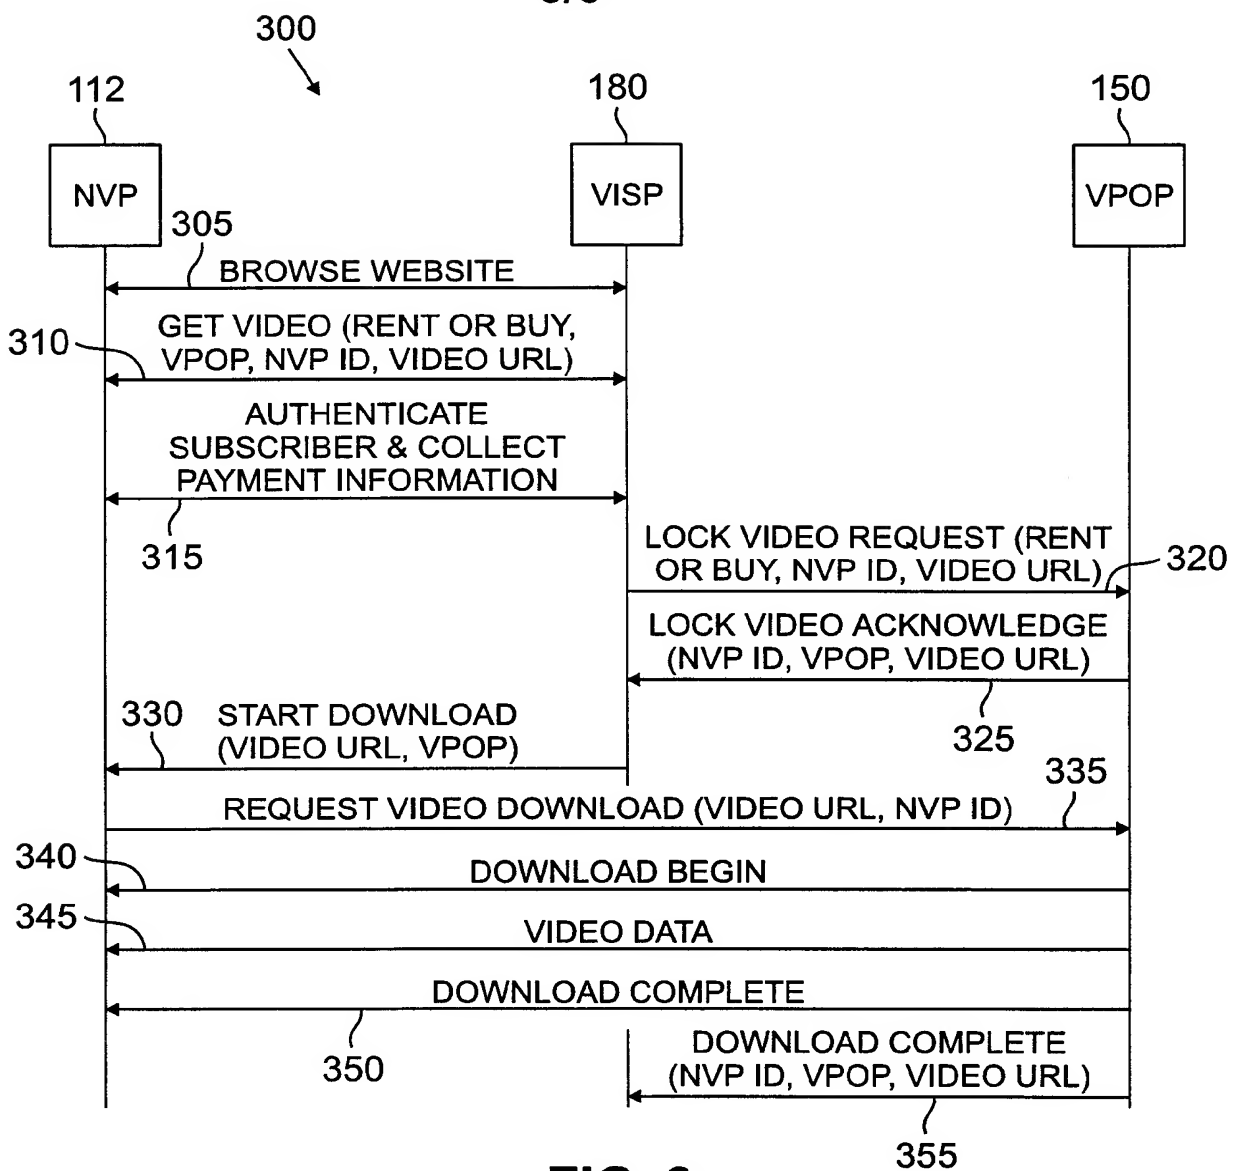 300
112
180
150
NVP
VISP
VPOP
305
BROWSE WEBSITE
310
GET VIDEO (RENT OR BUY,
VPOP, NVP ID, VIDEO URL)
AUTHENTICATE
SUBSCRIBER & COLLECT
PAYMENT INFORMATION
315
LOCK VIDEO REQUEST (RENT
OR BUY, NVP ID, VIDEO URL)
320
LOCK VIDEO ACKNOWLEDGE
(NVP ID, VPOP, VIDEO URL)
325
330
START DOWNLOAD
(VIDEO URL, VPOP)
335
REQUEST VIDEO DOWNLOAD (VIDEO URL, NVP ID)
340
DOWNLOAD BEGIN
345
VIDEO DATA
DOWNLOAD COMPLETE
350
DOWNLOAD COMPLETE
(NVP ID, VPOP, VIDEO URL)
355